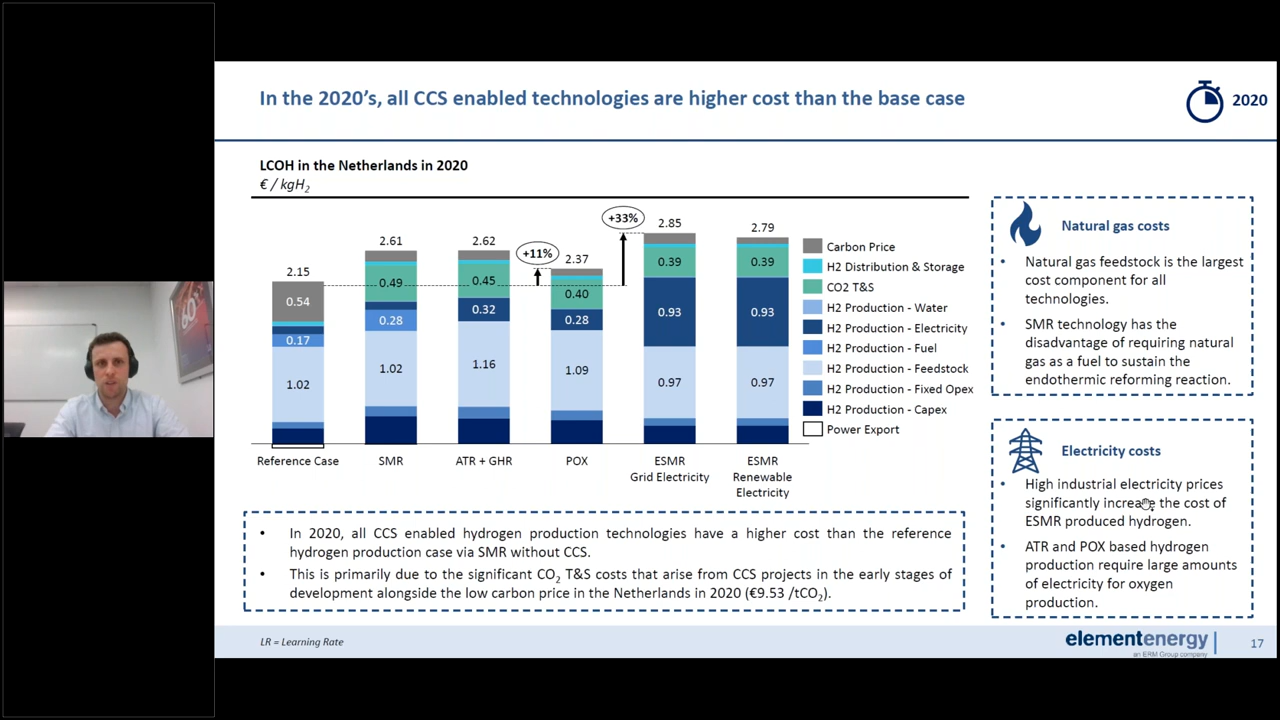 In the 2020's, all CCS enabled technologies are higher cost than the base case
2020
LCOH in the Netherlands in 2020
€ / kgH2
2.15
0.54
0.17
1.02
Reference Case
2.61
0.49
0.28
1.02
SMR
2.62
0.45
0.32
1.16
ATR + GHR
+11%
2.37
0.40
0.28
1.09
POX
+33%
2.85
0.39
0.93
0.97
ESMR
Grid Electricity
2.79
0.39
0.93
0.97
ESMR
Renewable
Electricity
Carbon Price
H2 Distribution & Storage
CO2 T&S
H2 Production - Water
H2 Production - Electricity
H2 Production - Fuel
H2 Production - Feedstock
H2 Production - Fixed Opex
H2 Production - Capex
Power Export
Natural gas costs
• Natural gas feedstock is the largest
cost component for all
technologies.
• SMR technology has the
disadvantage of requiring natural
gas as a fuel to sustain the
endothermic reforming reaction.
Electricity costs
• High industrial electricity prices
significantly increase the cost of
ESMR produced hydrogen.
• ATR and POX based hydrogen
production require large amounts
of electricity for oxygen
production.
• In 2020, all CCS enabled hydrogen production technologies have a higher cost than the reference
hydrogen production case via SMR without CCS.
• This is primarily due to the significant CO2 T&S costs that arise from CCS projects in the early stages of
development alongside the low carbon price in the Netherlands in 2020 (€9.53 /tCO2).
LR = Learning Rate
elementenergy
an ERM Group company
17